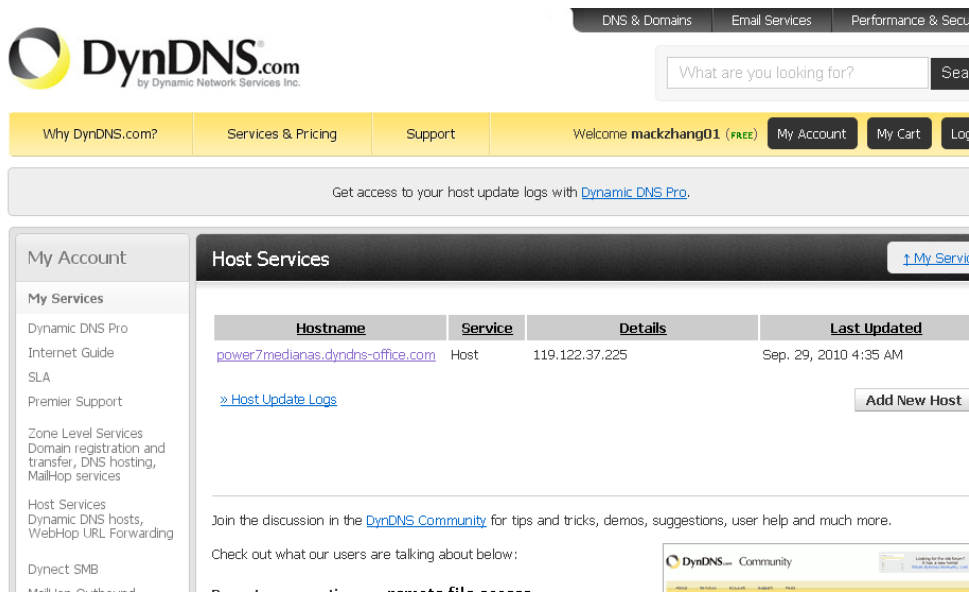 DNS & Domains Email Services Performance & Secu
DynDNS.com
by Dynamic Network Services Inc.
What are you looking for? Sea
Why DynDNS.com? Services & Pricing Support Welcome mackzhang01 (FREE) My Account My Cart Log
Get access to your host update logs with Dynamic DNS Pro.
My Account
Host Services
↑ My Servic
My Services
Dynamic DNS Pro
Internet Guide
SLA
Premier Support
Zone Level Services
Domain registration and
transfer, DNS hosting,
MailHop services
Host Services
Dynamic DNS hosts,
WebHop URL Forwarding
Dynect SMB
MailHop Outbound
Hostname Service Details Last Updated
power7medianas.dyndns-office.com Host 119.122.37.225 Sep. 29, 2010 4:35 AM
» Host Update Logs
Add New Host
Join the discussion in the DynDNS Community for tips and tricks, demos, suggestions, user help and much more.
Check out what our users are talking about below:
remote file access
DynDNS.com Community